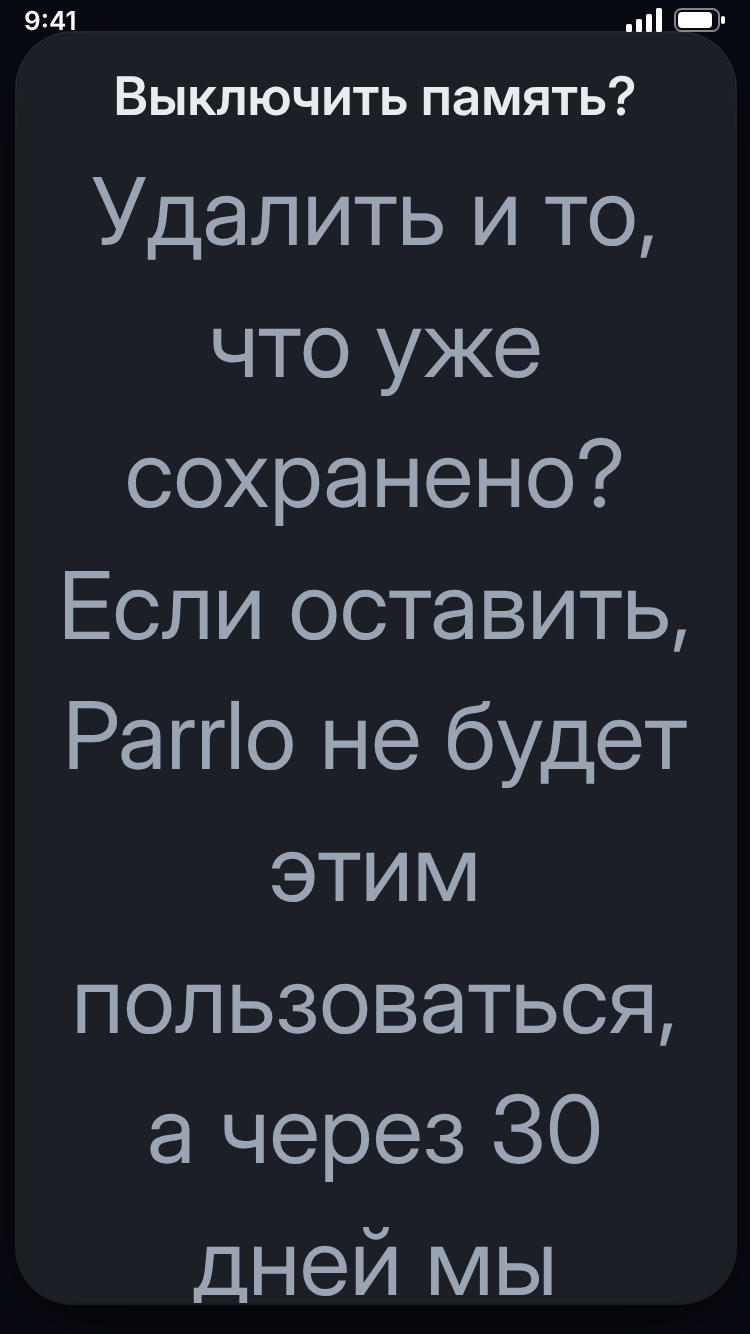 9:41
Выключить память?
Удалить и то,
что уже
сохранено?
Если оставить,
Parrlo не будет
этим
пользоваться,
а через 30
дней мы